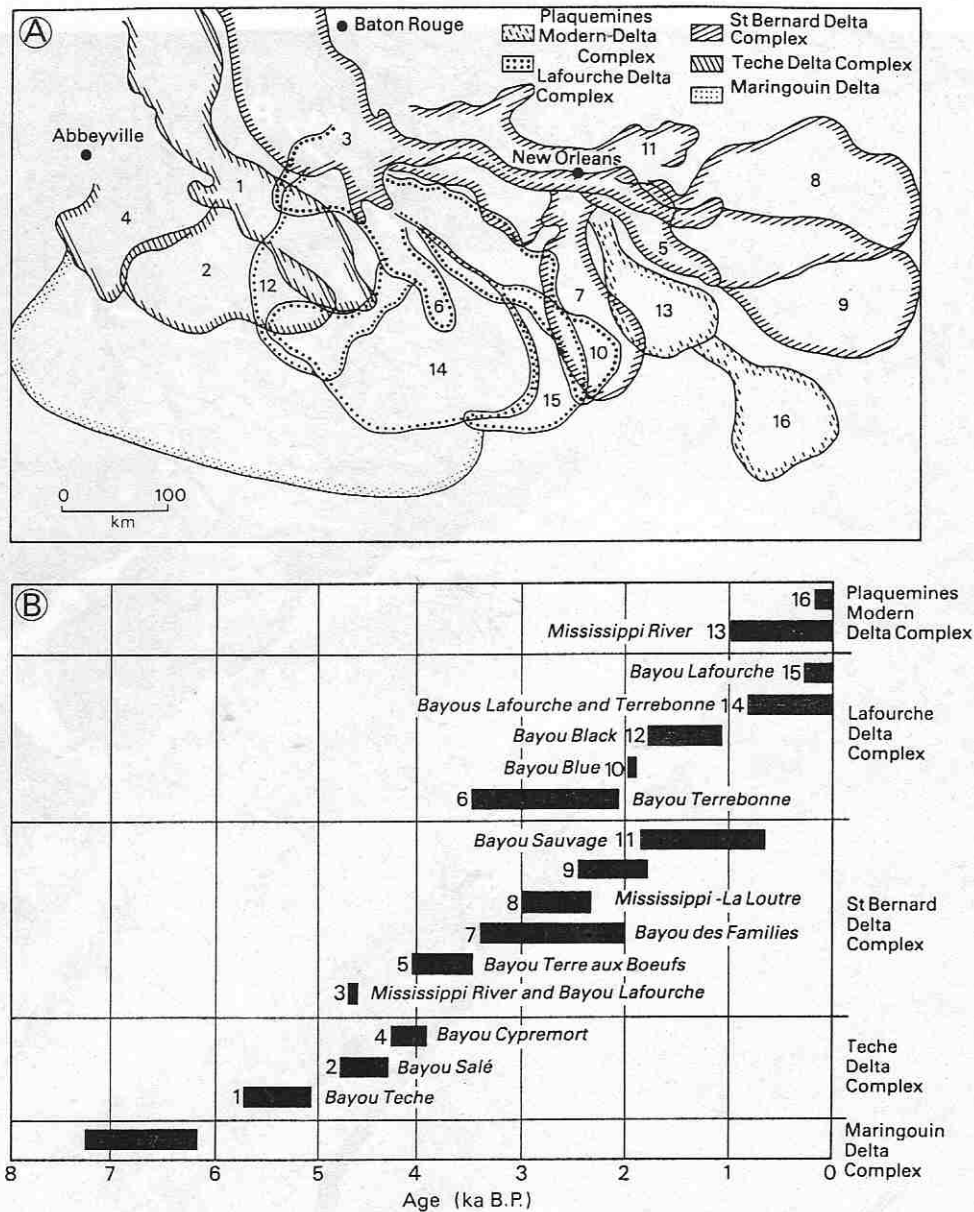 A
Baton Rouge
Plaquemines
Modern-Delta
Complex
Lafourche Delta
Complex
St Bernard Delta
Complex
Teche Delta Complex
Maringouin Delta
Abbeyville
New Orleans
3
11
8
1
4
2
12
6
14
7
5
13
10
15
9
16
0 100
km
B
16
Mississippi River 13
Plaquemines
Modern
Delta Complex
Bayou Lafourche 15
Bayous Lafourche and Terrebonne 14
Bayou Black 12
Bayou Blue 10
6 Bayou Terrebonne
Lafourche
Delta
Complex
Bayou Sauvage 11
9
8 Mississippi - La Loutre
7 Bayou des Families
5 Bayou Terre aux Boeufs
3 Mississippi River and Bayou Lafourche
St Bernard
Delta
Complex
4 Bayou Cypremort
2 Bayou Salé
1 Bayou Teche
Teche
Delta
Complex
Maringouin
Delta
Complex
8 7 6 5 4 3 2 1 0
Age (ka B.P.)